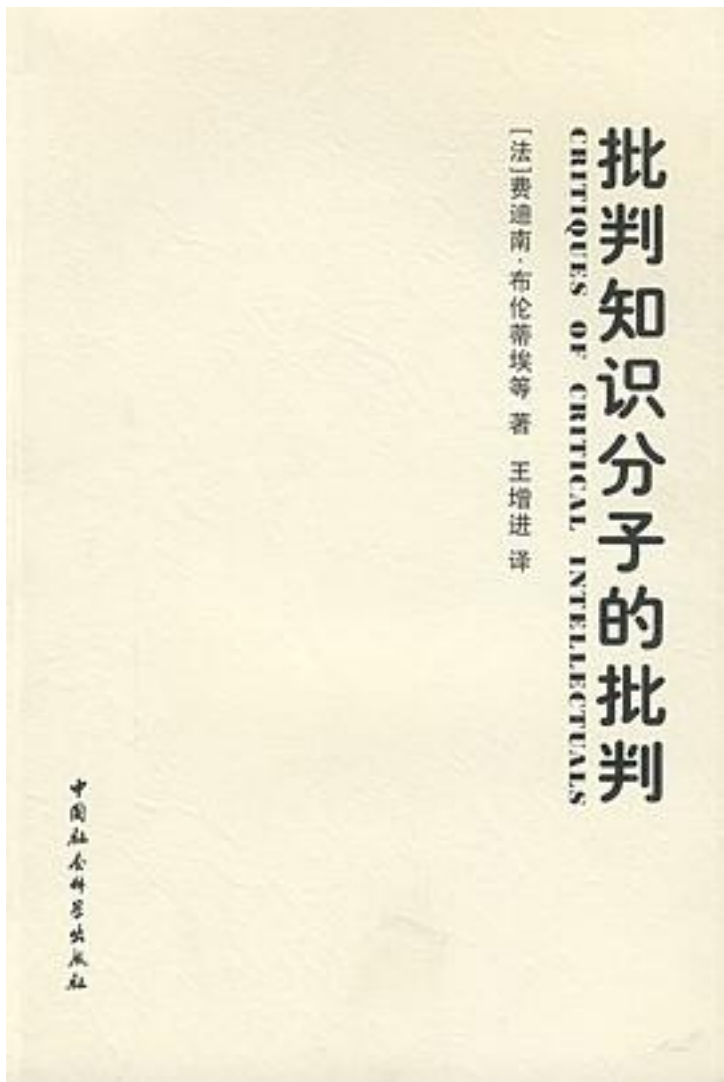 批判知识分子的批判
CRITIQUES OF CRITICAL INTELLECTUALS
[法]费迪南·布伦蒂埃等 著 王增进 译
中国社会科学出版社